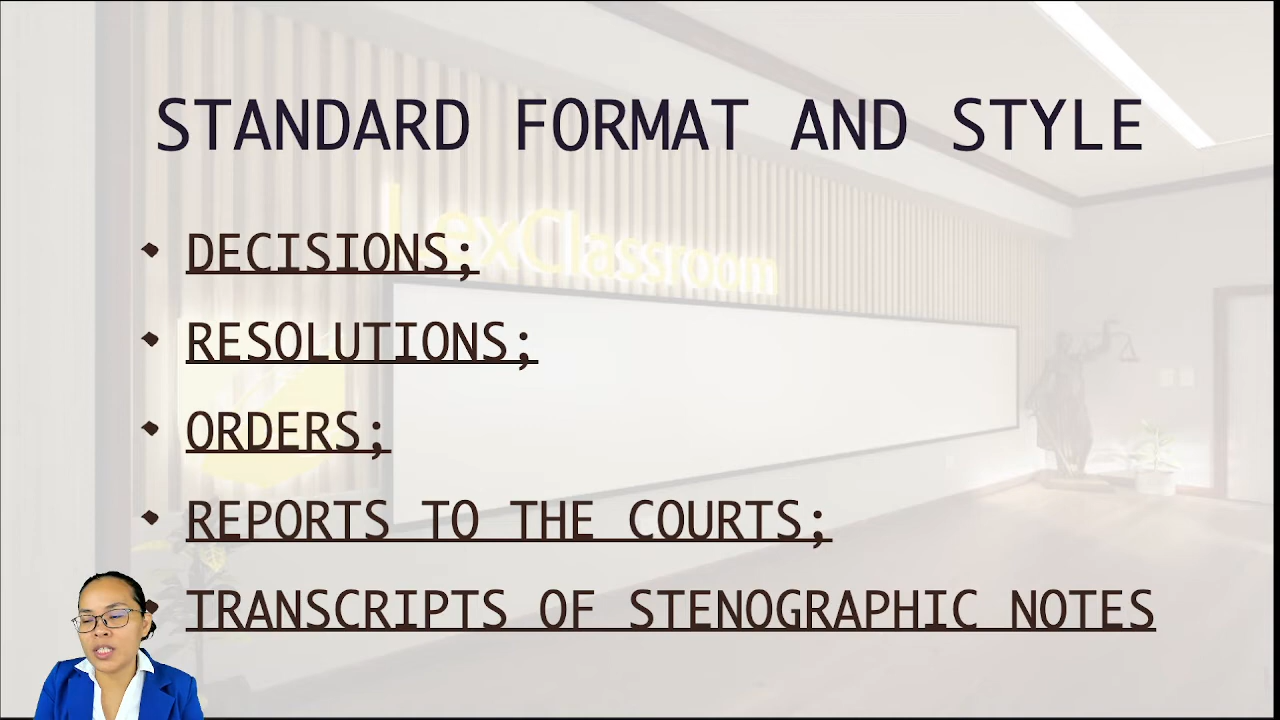 STANDARD FORMAT AND STYLE
LexClassroom
• DECISIONS;
• RESOLUTIONS;
• ORDERS;
• REPORTS TO THE COURTS;
• TRANSCRIPTS OF STENOGRAPHIC NOTES